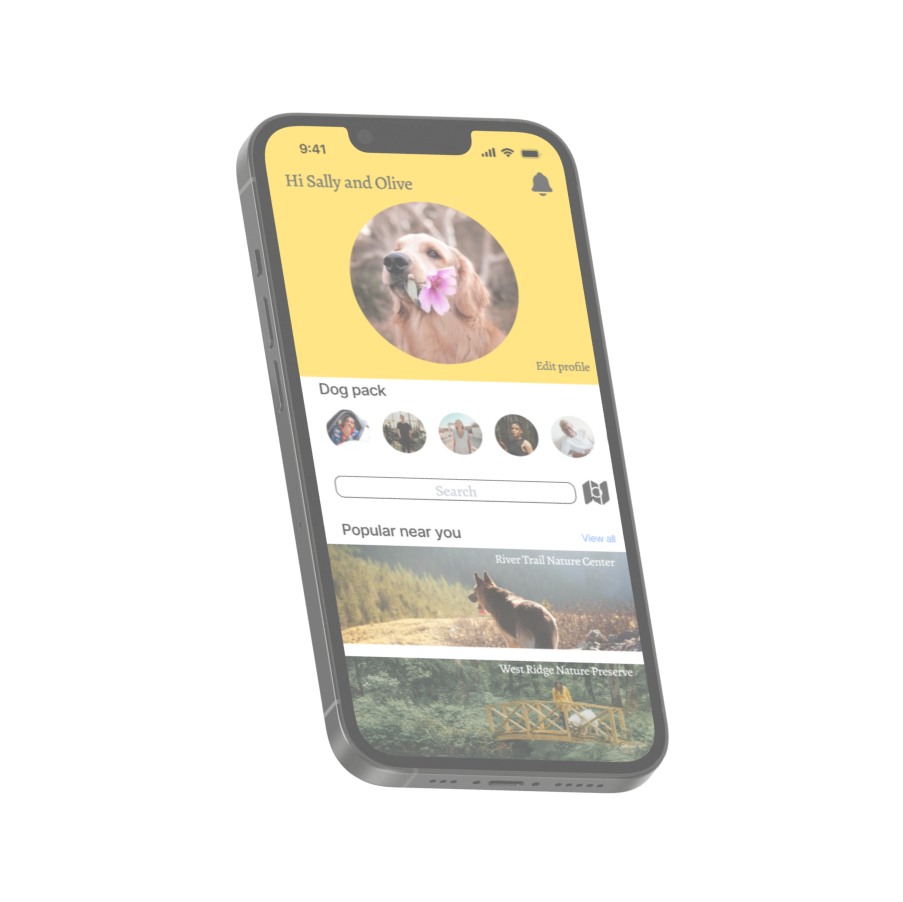 9:41
Hi Sally and Olive
Edit profile
Dog pack
Search
Popular near you
View all
River Trail Nature Center
West Ridge Nature Preserve